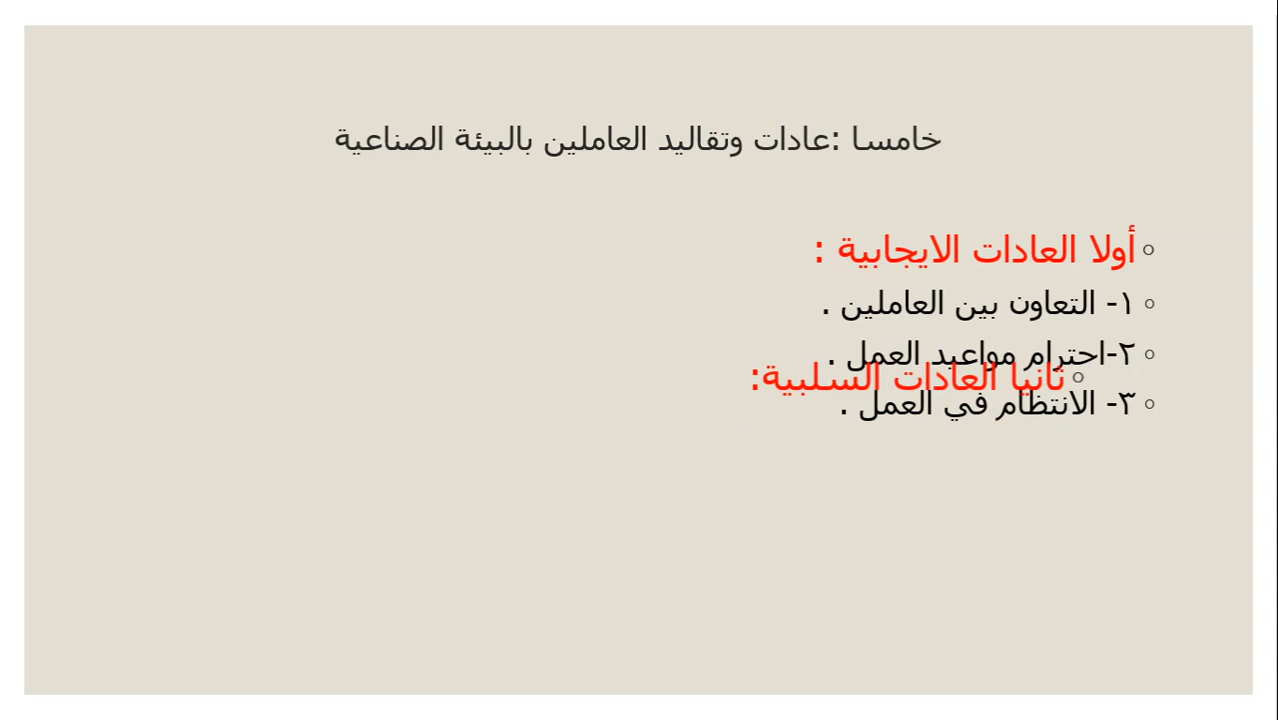 خامسا :عادات وتقاليد العاملين بالبيئة الصناعية
أولا العادات الايجابية :
١- التعاون بين العاملين .
٢-احترام مواعيد العمل .
ثانيا العادات السلبية:
٣- الانتظام في العمل .